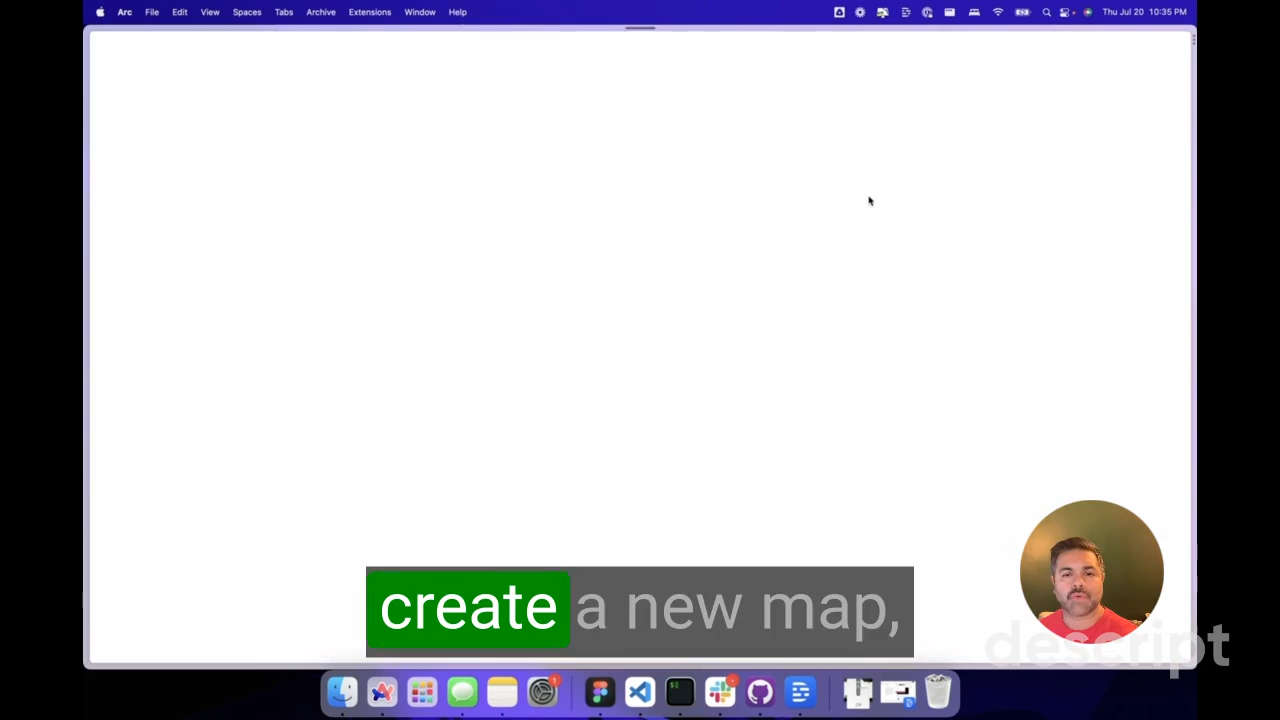 Arc File Edit View Spaces Tabs Archive Extensions Window Help Thu Jul 20 10:35 PM
create a new map,
descript
1